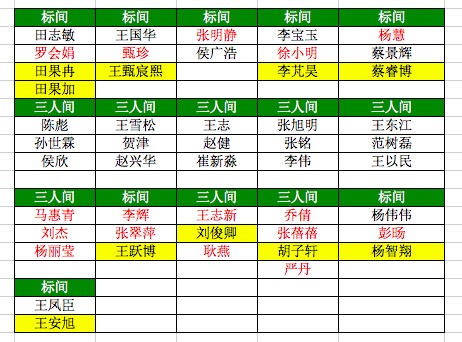 标间 标间 标间 标间 标间
田志敏 王国华 张明静 李宝玉 杨慧
罗会娟 甄珍 侯广浩 徐小明 蔡景辉
田果冉 王甄宸熙 李芃昊 蔡睿博
田果加
三人间 三人间 三人间 三人间 三人间
陈彪 王雪松 王志 张旭明 王东江
孙世霖 贺津 赵健 张铭 范树磊
侯欣 赵兴华 崔新淼 李伟 王以民
三人间 标间 三人间 三人间 标间
马惠青 李辉 王志新 乔倩 杨伟伟
刘杰 张翠萍 刘俊卿 张蓓蓓 彭旸
杨丽莹 王跃博 耿燕 胡子轩 杨智翔
严丹
标间
王凤臣
王安旭